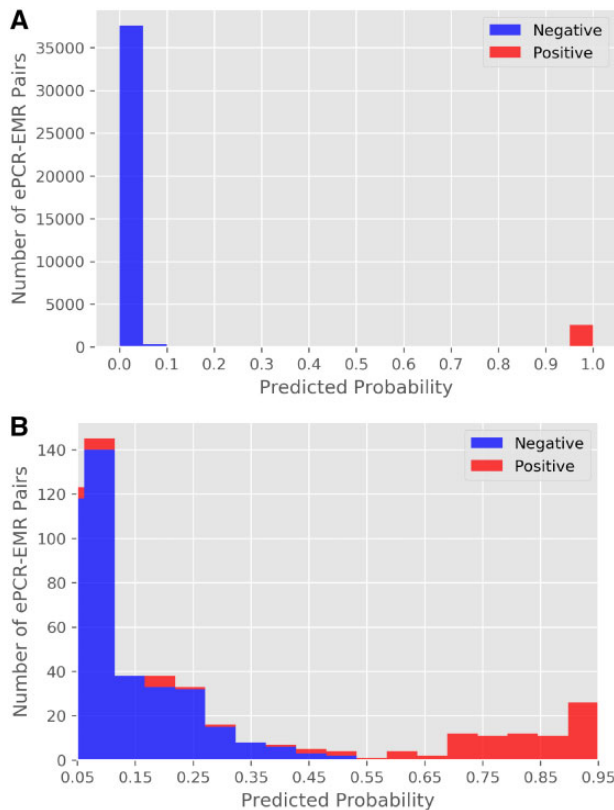 A
Number of ePCR-EMR Pairs
35000
30000
25000
20000
15000
10000
5000
0
Negative
Positive
0.0 0.1 0.2 0.3 0.4 0.5 0.6 0.7 0.8 0.9 1.0
Predicted Probability
B
Number of ePCR-EMR Pairs
140
120
100
80
60
40
20
0
Negative
Positive
0.05 0.15 0.25 0.35 0.45 0.55 0.65 0.75 0.85 0.95
Predicted Probability